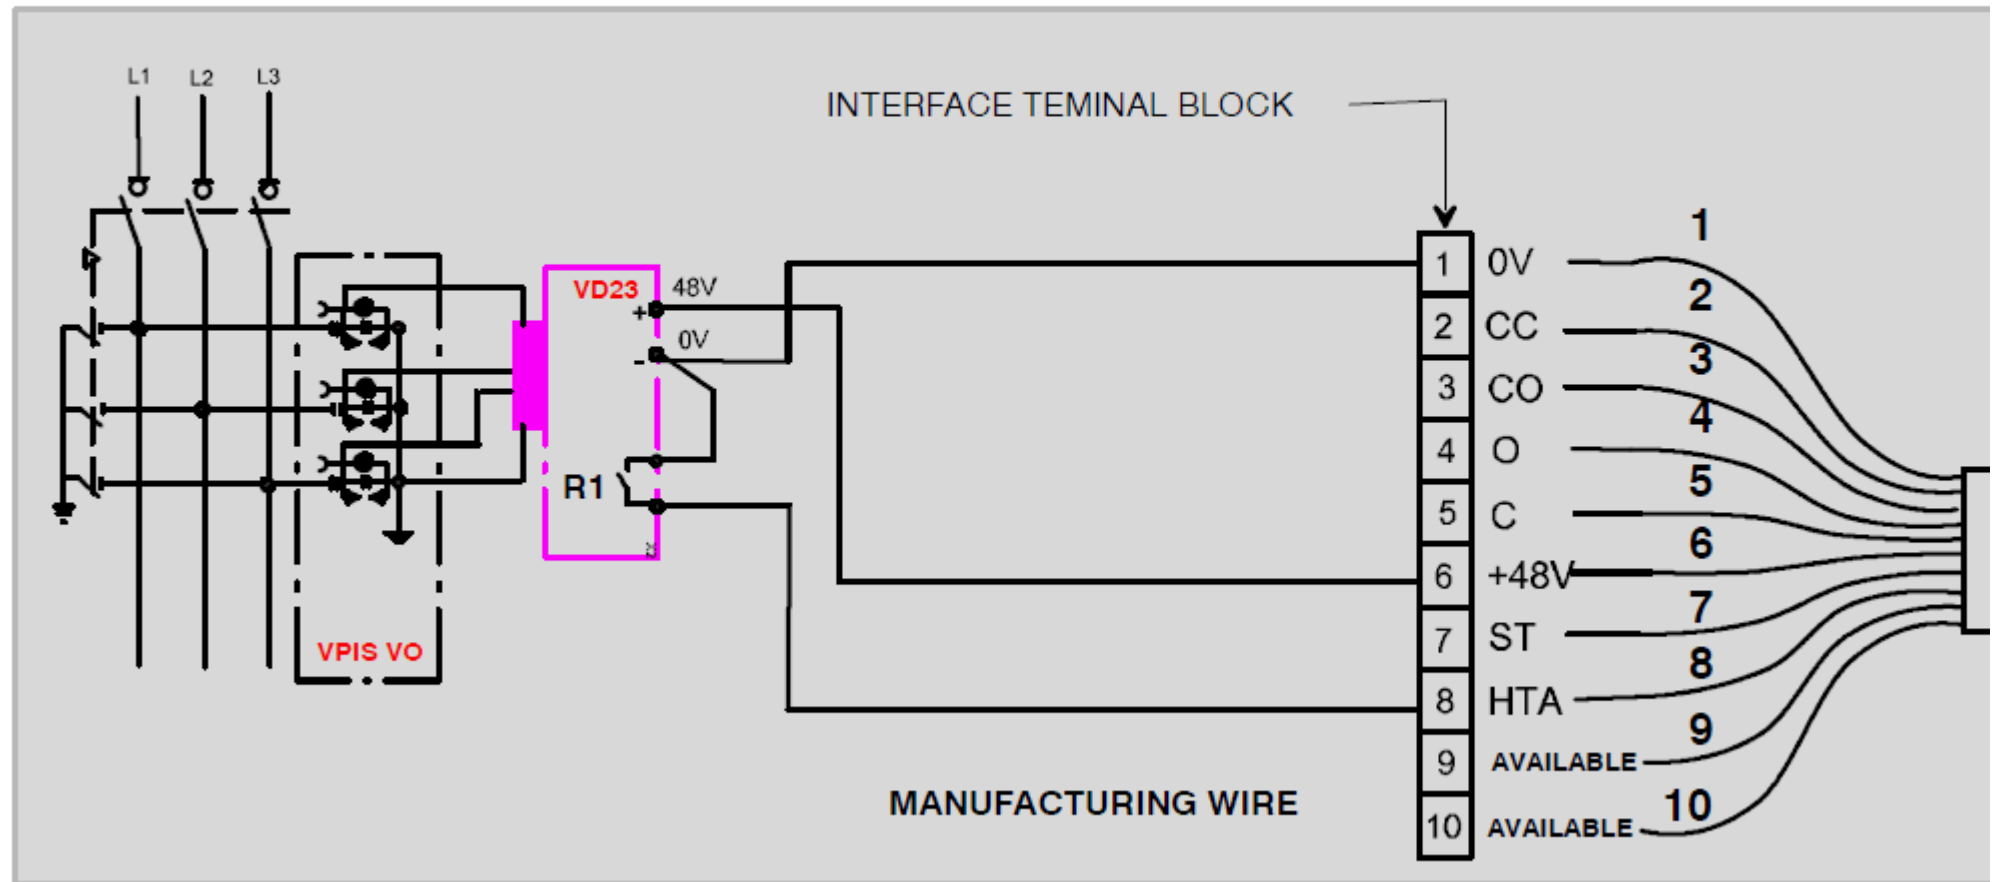 L1 L2 L3
INTERFACE TEMINAL BLOCK
VPIS VO
VD23
48V
+
0V
-
R1
1 0V 1
2 CC 2
3 CO 3
4 O 4
5 C 5
6 +48V 6
7 ST 7
8 HTA 8
9 AVAILABLE 9
10 AVAILABLE 10
MANUFACTURING WIRE